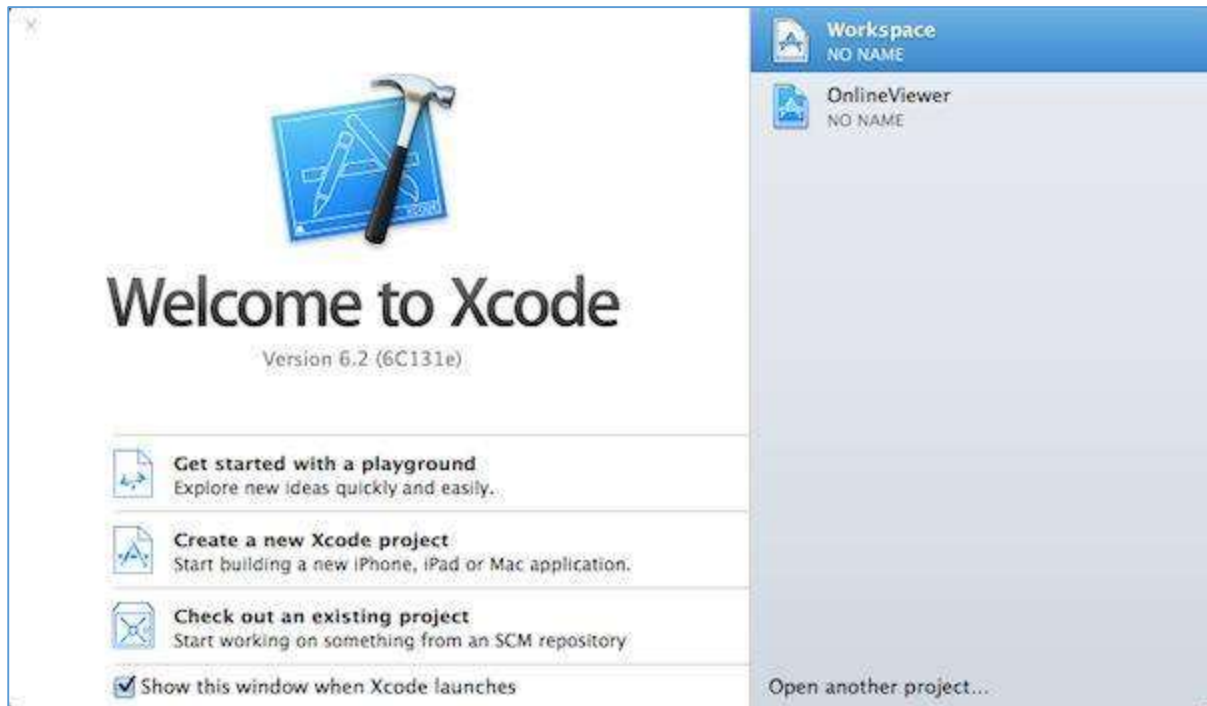 Welcome to Xcode
Version 6.2 (6C131e)
Get started with a playground
Explore new ideas quickly and easily.
Create a new Xcode project
Start building a new iPhone, iPad or Mac application.
Check out an existing project
Start working on something from an SCM repository
Show this window when Xcode launches
Workspace
NO NAME
OnlineViewer
NO NAME
Open another project...